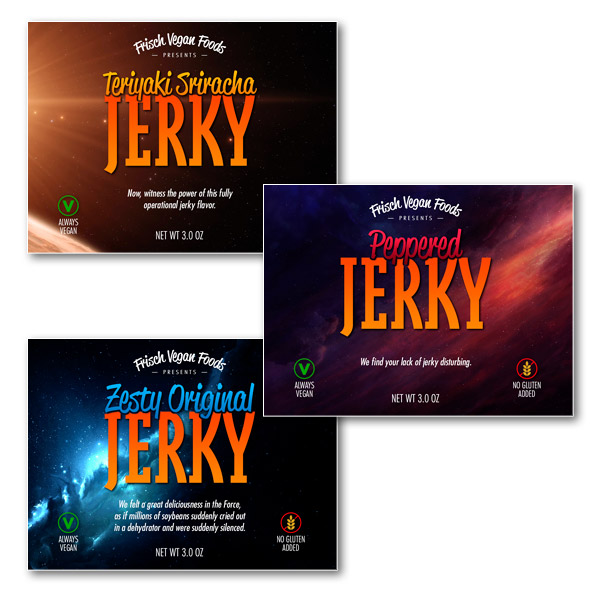 Frisch Vegan Foods
— PRESENTS —
Teriyaki Sriracha
JERKY
Now, witness the power of this fully
operational jerky flavor.
ALWAYS
VEGAN
NET WT 3.0 OZ
Frisch Vegan Foods
— PRESENTS —
Peppered
JERKY
We find your lack of jerky disturbing.
ALWAYS
VEGAN
NO GLUTEN
ADDED
NET WT 3.0 OZ
Frisch Vegan Foods
— PRESENTS —
Zesty Original
JERKY
We felt a great deliciousness in the Force,
as if millions of soybeans suddenly cried out
in a dehydrator and were suddenly silenced.
ALWAYS
VEGAN
NO GLUTEN
ADDED
NET WT 3.0 OZ